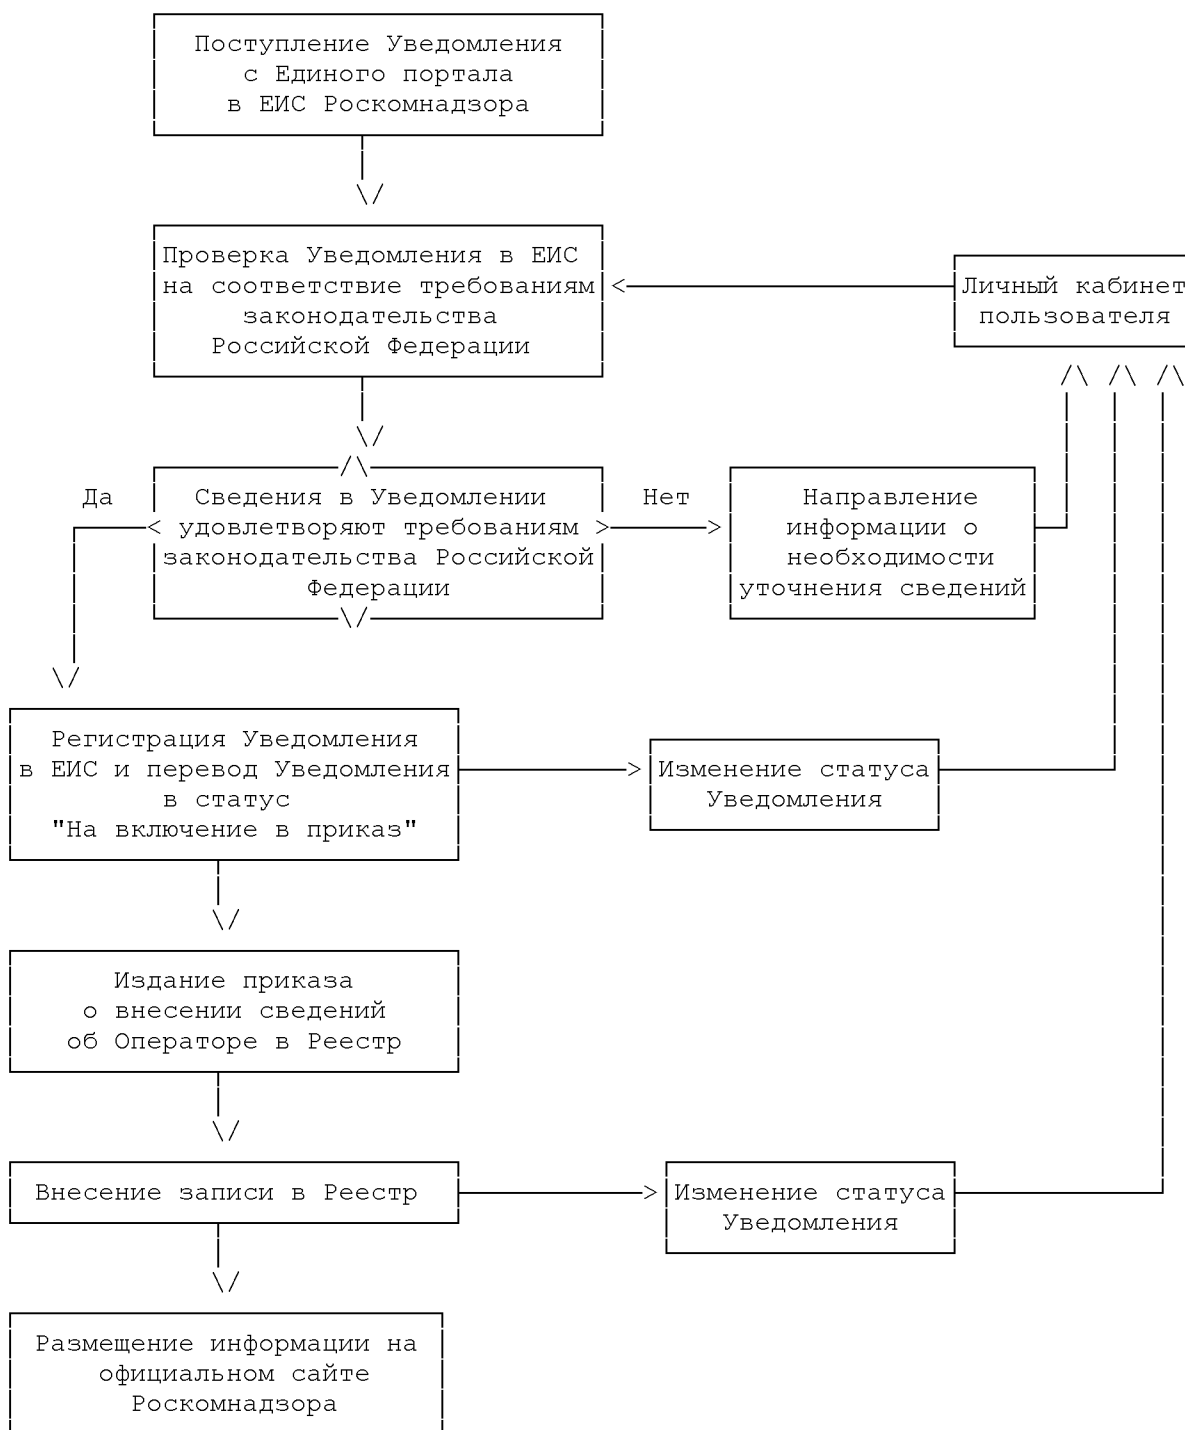 Поступление Уведомления
с Единого портала
в ЕИС Роскомнадзора
Проверка Уведомления в ЕИС
на соответствие требованиям
законодательства
Российской Федерации
Личный кабинет
пользователя
Да
Сведения в Уведомлении
удовлетворяют требованиям
законодательства Российской
Федерации
Нет
Направление
информации о
необходимости
уточнения сведений
Регистрация Уведомления
в ЕИС и перевод Уведомления
в статус
"На включение в приказ"
Изменение статуса
Уведомления
Издание приказа
о внесении сведений
об Операторе в Реестр
Внесение записи в Реестр
Изменение статуса
Уведомления
Размещение информации на
официальном сайте
Роскомнадзора